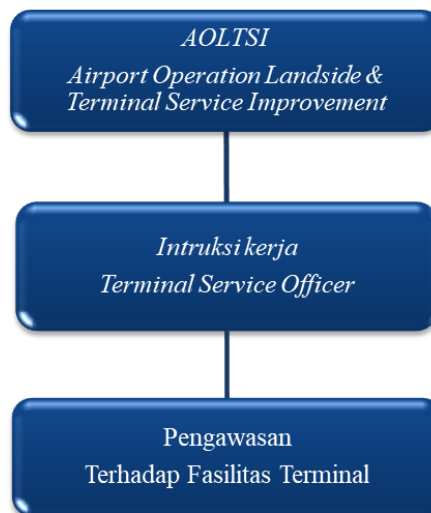 AOLTSI
Airport Operation Landside &
Terminal Service Improvement
Intruksi kerja
Terminal Service Officer
Pengawasan
Terhadap Fasilitas Terminal